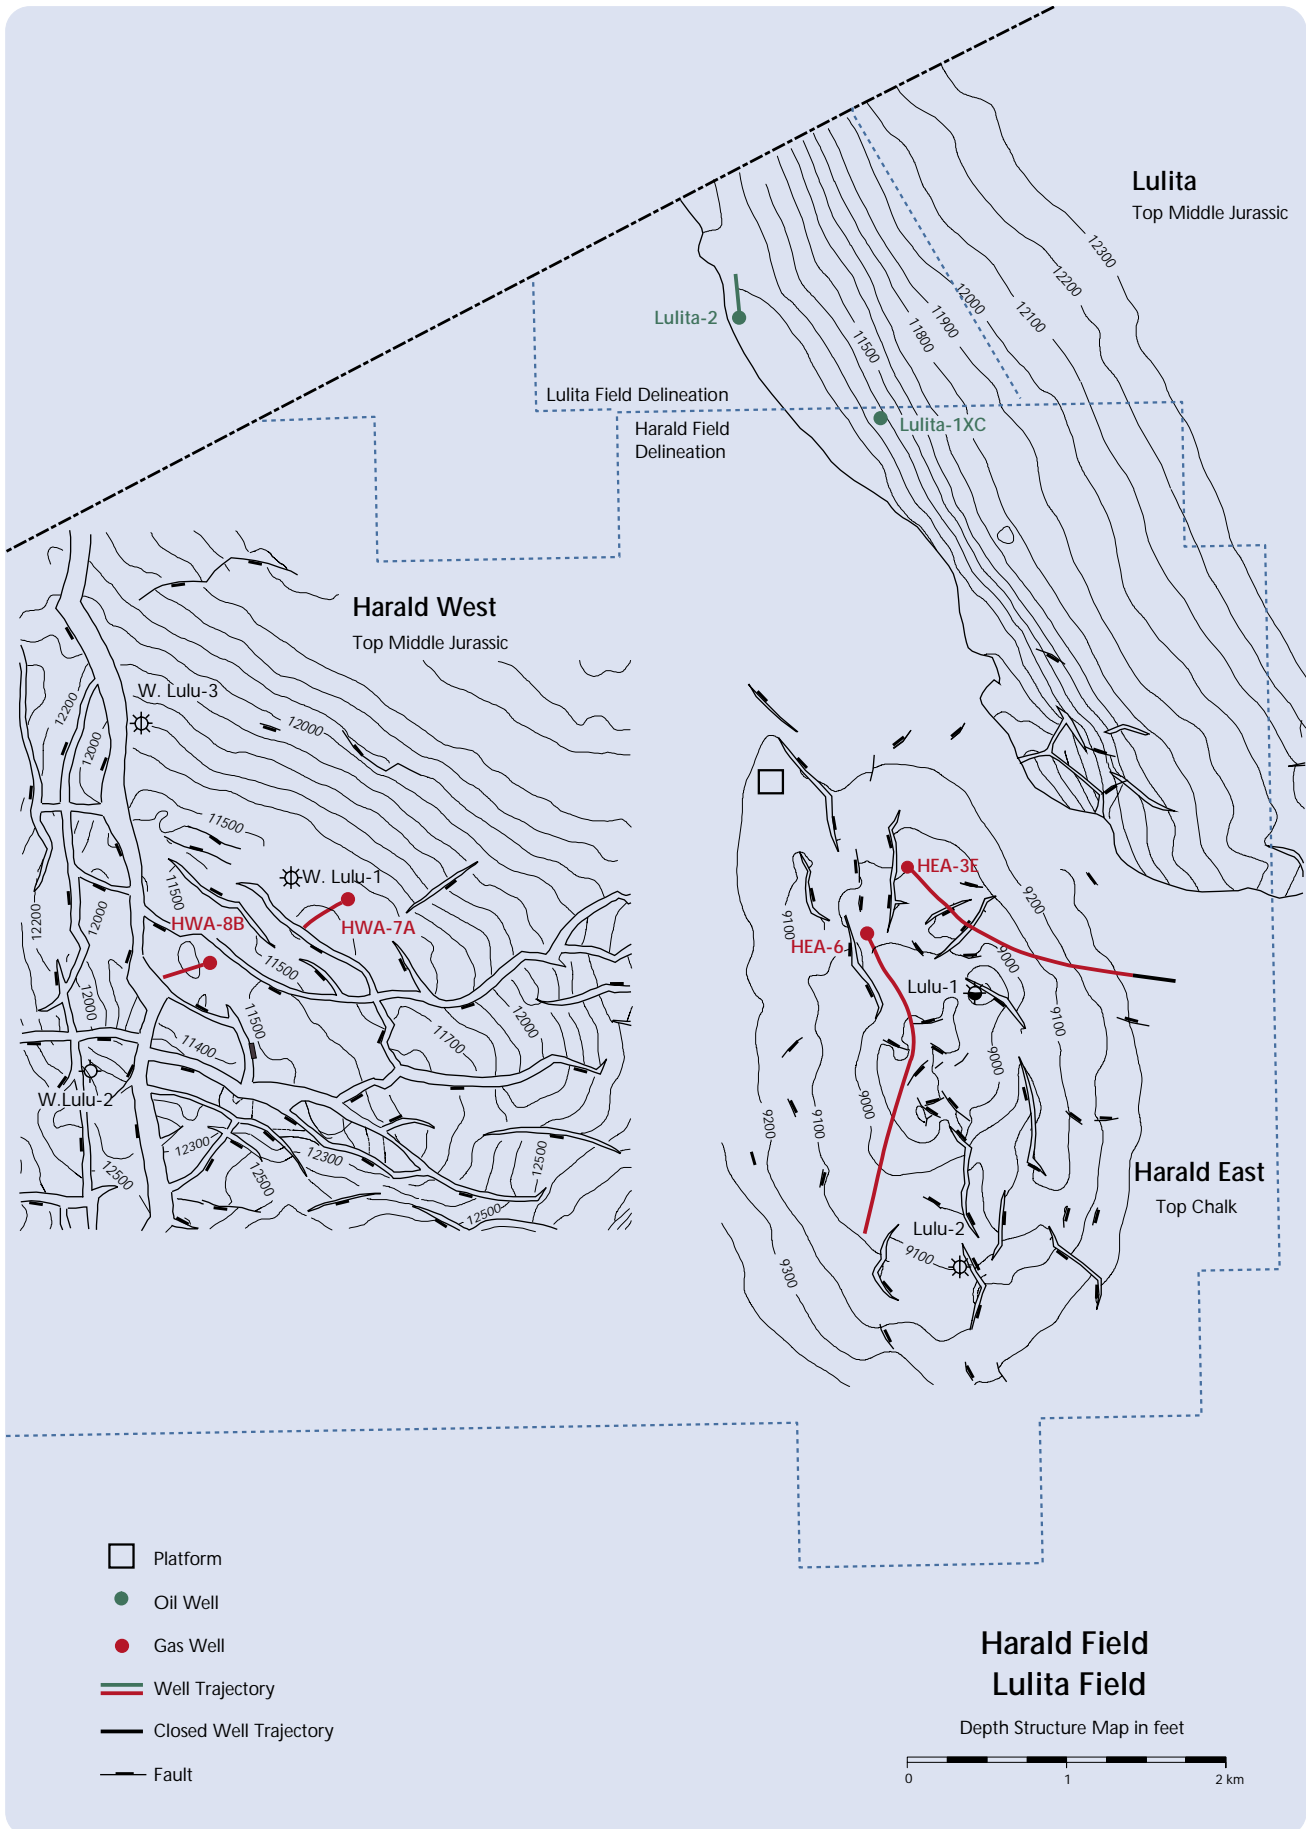 Lulita
Top Middle Jurassic
12300
12200
12100
12000
11900
11800
11500
Lulita-2
Lulita Field Delineation
Harald Field
Delineation
Lulita-1XC
Harald West
Top Middle Jurassic
W. Lulu-3
12200
12000
12000
11500
W. Lulu-1
11500
HWA-8B
HWA-7A
12200
12000
11500
12000
11500
11400
11700
12000
W.Lulu-2
12300
12300
12500
12500
12500
12500
HEA-3E
9200
9100
HEA-6
9000
Lulu-1
9100
9000
9000
9200
9100
Harald East
Top Chalk
Lulu-2
9100
9300
Platform
Oil Well
Gas Well
Well Trajectory
Closed Well Trajectory
Fault
Harald Field
Lulita Field
Depth Structure Map in feet
0 1 2 km